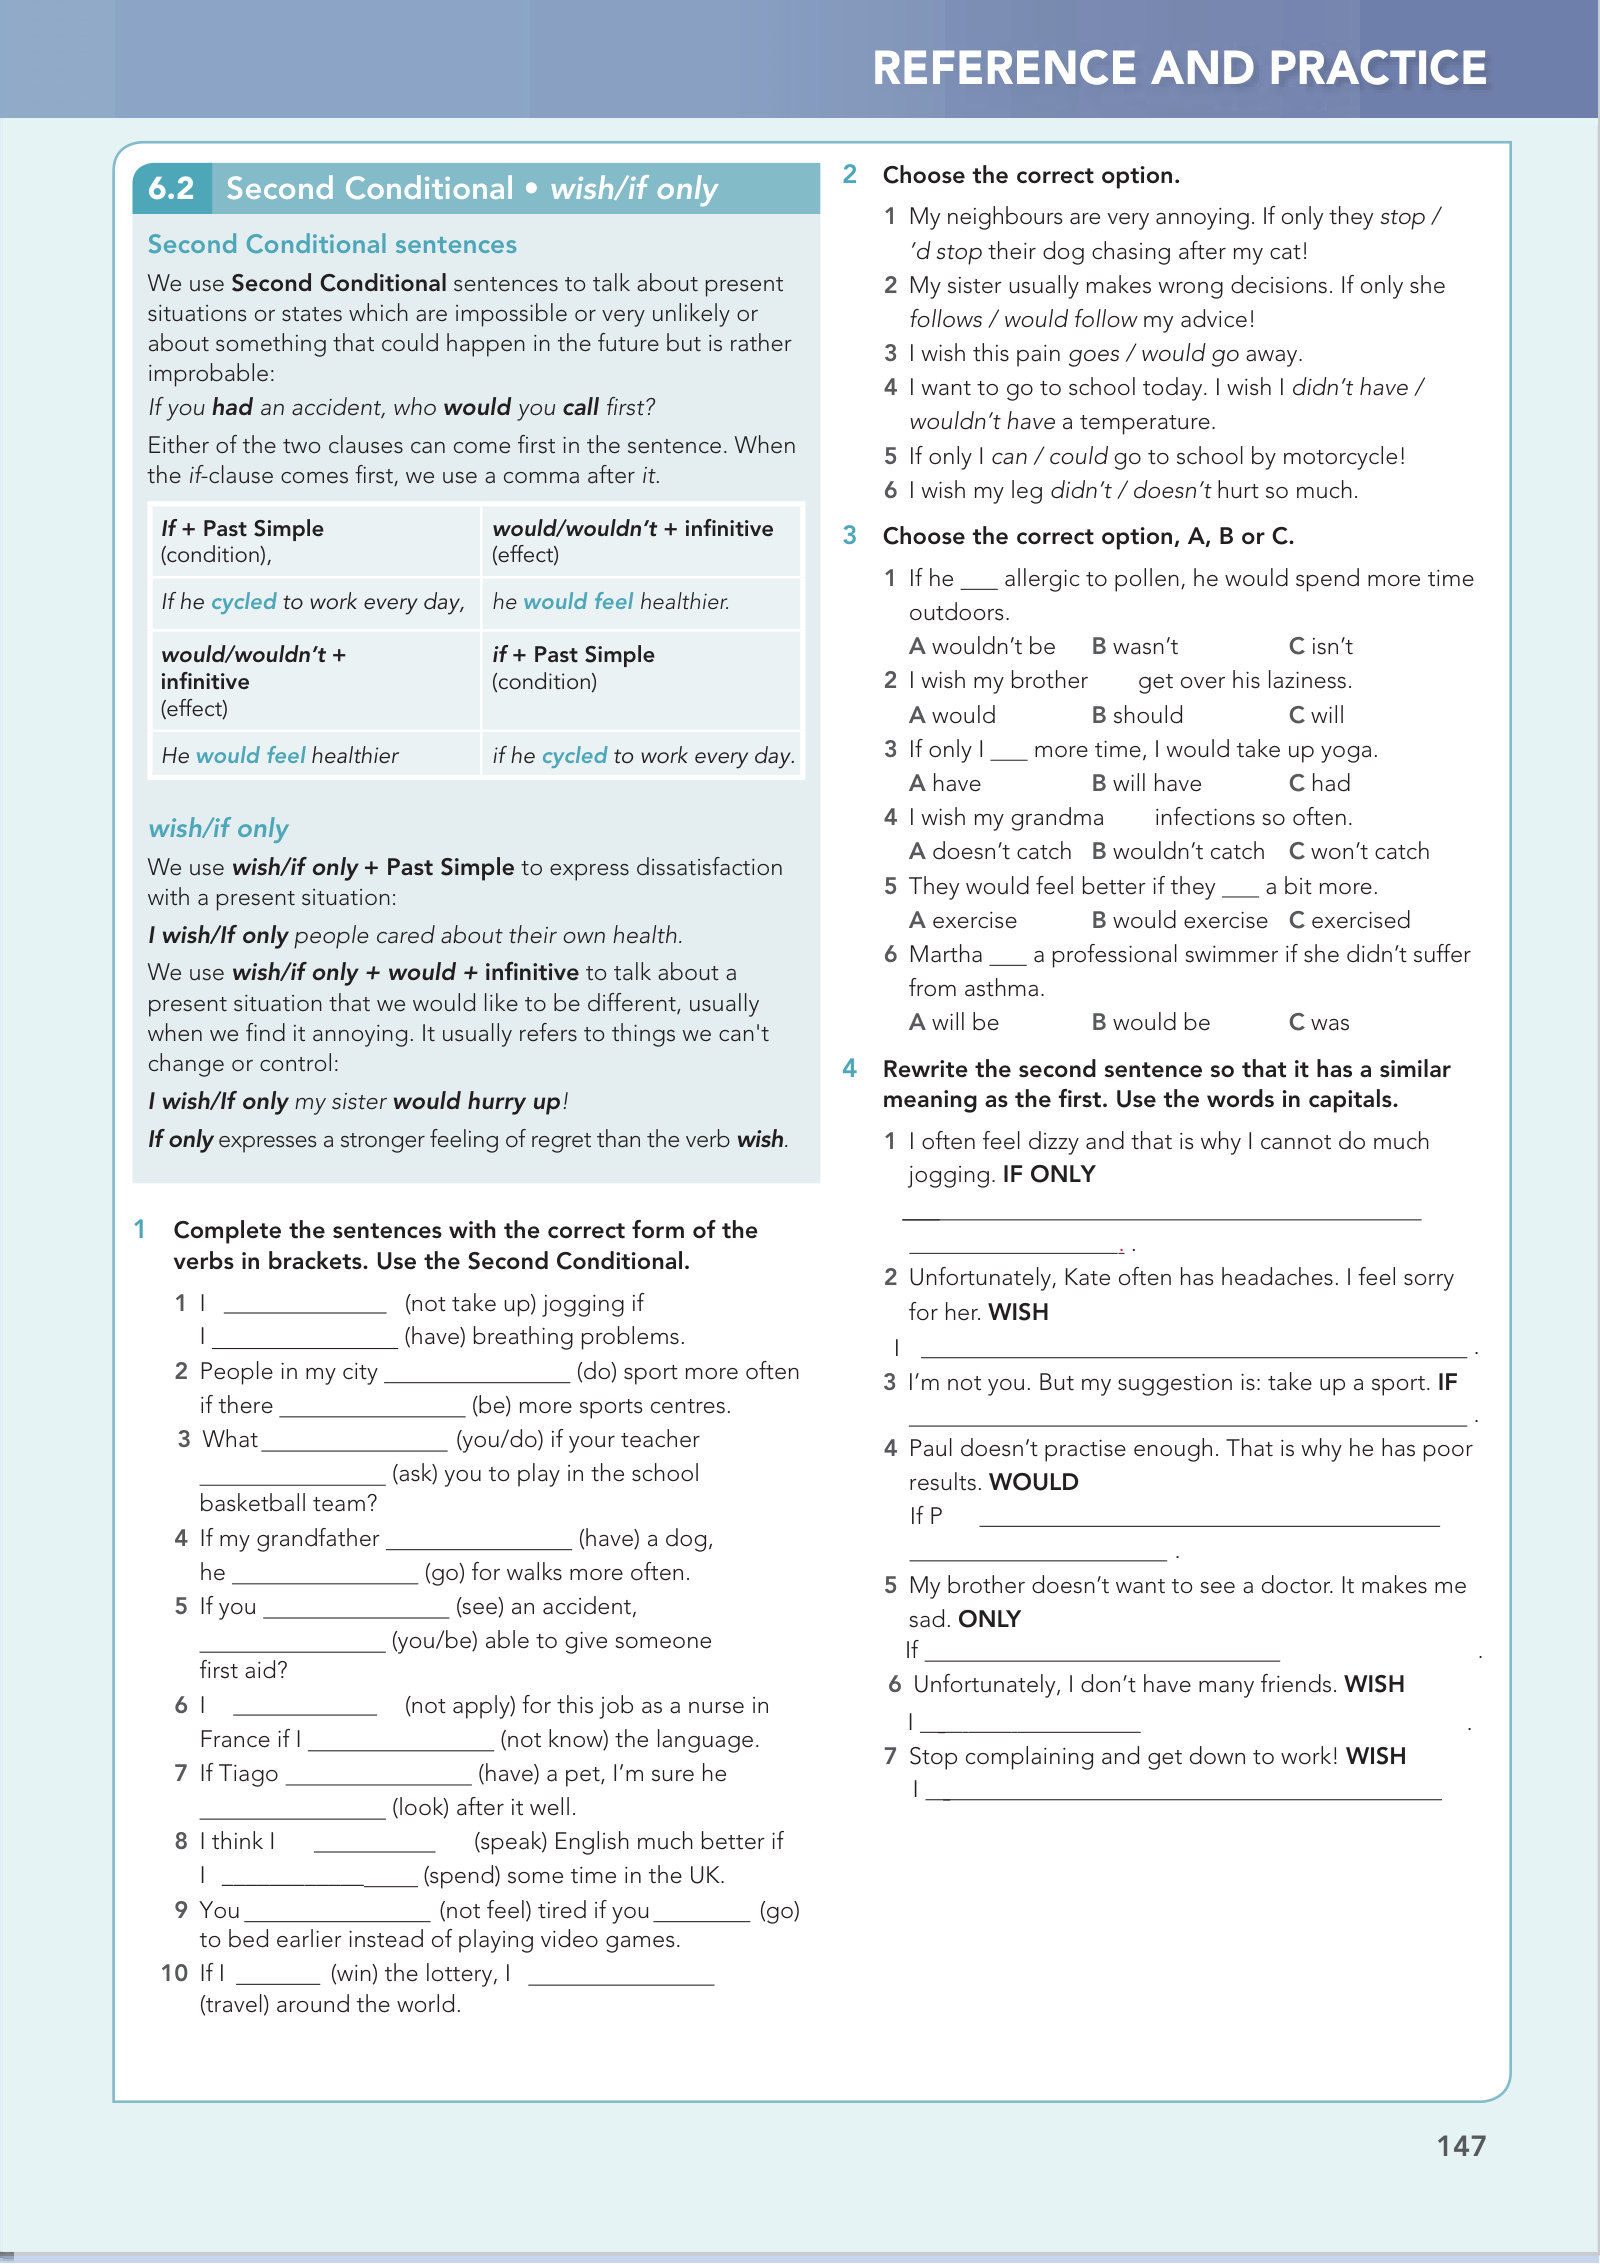 REFERENCE AND PRACTICE
6.2 Second Conditional • wish/if only
Second Conditional sentences
We use Second Conditional sentences to talk about present
situations or states which are impossible or very unlikely or
about something that could happen in the future but is rather
improbable:
If you had an accident, who would you call first?
Either of the two clauses can come first in the sentence. When
the if-clause comes first, we use a comma after it.
If + Past Simple
(condition),
would/wouldn't + infinitive
(effect)
If he cycled to work every day,
he would feel healthier.
would/wouldn't +
infinitive
(effect)
if + Past Simple
(condition)
He would feel healthier
if he cycled to work every day.
wish/if only
We use wish/if only + Past Simple to express dissatisfaction
with a present situation:
I wish/If only people cared about their own health.
We use wish/if only + would + infinitive to talk about a
present situation that we would like to be different, usually
when we find it annoying. It usually refers to things we can't
change or control:
I wish/If only my sister would hurry up!
If only expresses a stronger feeling of regret than the verb wish.
1 Complete the sentences with the correct form of the
verbs in brackets. Use the Second Conditional.
1 I ______ (not take up) jogging if
I ______ (have) breathing problems.
2 People in my city ______ (do) sport more often
if there ______ (be) more sports centres.
3 What ______ (you/do) if your teacher
______ (ask) you to play in the school
basketball team?
4 If my grandfather ______ (have) a dog,
he ______ (go) for walks more often.
5 If you ______ (see) an accident,
______ (you/be) able to give someone
first aid?
6 I ______ (not apply) for this job as a nurse in
France if I ______ (not know) the language.
7 If Tiago ______ (have) a pet, I'm sure he
______ (look) after it well.
8 I think I ______ (speak) English much better if
I ______ (spend) some time in the UK.
9 You ______ (not feel) tired if you ______ (go)
to bed earlier instead of playing video games.
10 If I ______ (win) the lottery, I ______
(travel) around the world.
2 Choose the correct option.
1 My neighbours are very annoying. If only they stop /
'd stop their dog chasing after my cat!
2 My sister usually makes wrong decisions. If only she
follows / would follow my advice!
3 I wish this pain goes / would go away.
4 I want to go to school today. I wish I didn't have /
wouldn't have a temperature.
5 If only I can / could go to school by motorcycle!
6 I wish my leg didn't / doesn't hurt so much.
3 Choose the correct option, A, B or C.
1 If he ___ allergic to pollen, he would spend more time
outdoors.
A wouldn't be B wasn't C isn't
2 I wish my brother get over his laziness.
A would B should C will
3 If only I ___ more time, I would take up yoga.
A have B will have C had
4 I wish my grandma infections so often.
A doesn't catch B wouldn't catch C won't catch
5 They would feel better if they ___ a bit more.
A exercise B would exercise C exercised
6 Martha ___ a professional swimmer if she didn't suffer
from asthma.
A will be B would be C was
4 Rewrite the second sentence so that it has a similar
meaning as the first. Use the words in capitals.
1 I often feel dizzy and that is why I cannot do much
jogging. IF ONLY
______
______. .
2 Unfortunately, Kate often has headaches. I feel sorry
for her. WISH
I ______ .
3 I'm not you. But my suggestion is: take up a sport. IF
______ .
4 Paul doesn't practise enough. That is why he has poor
results. WOULD
If P ______
______ .
5 My brother doesn't want to see a doctor. It makes me
sad. ONLY
If ______ .
6 Unfortunately, I don't have many friends. WISH
I ______ .
7 Stop complaining and get down to work! WISH
I ______
147